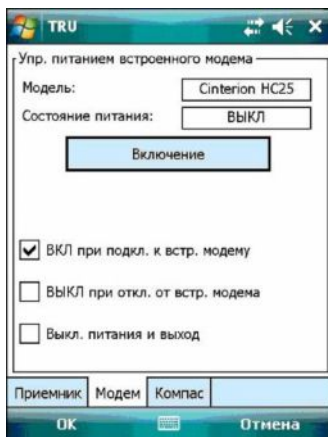 TRU
Упр. питанием встроенного модема
Модель: Cinterion HC25
Состояние питания: ВЫКЛ
Включение
ВКЛ при подкл. к встр. модему
ВЫКЛ при откл. от встр. модема
Выкл. питания и выход
Приемник Модем Компас
OK Отмена